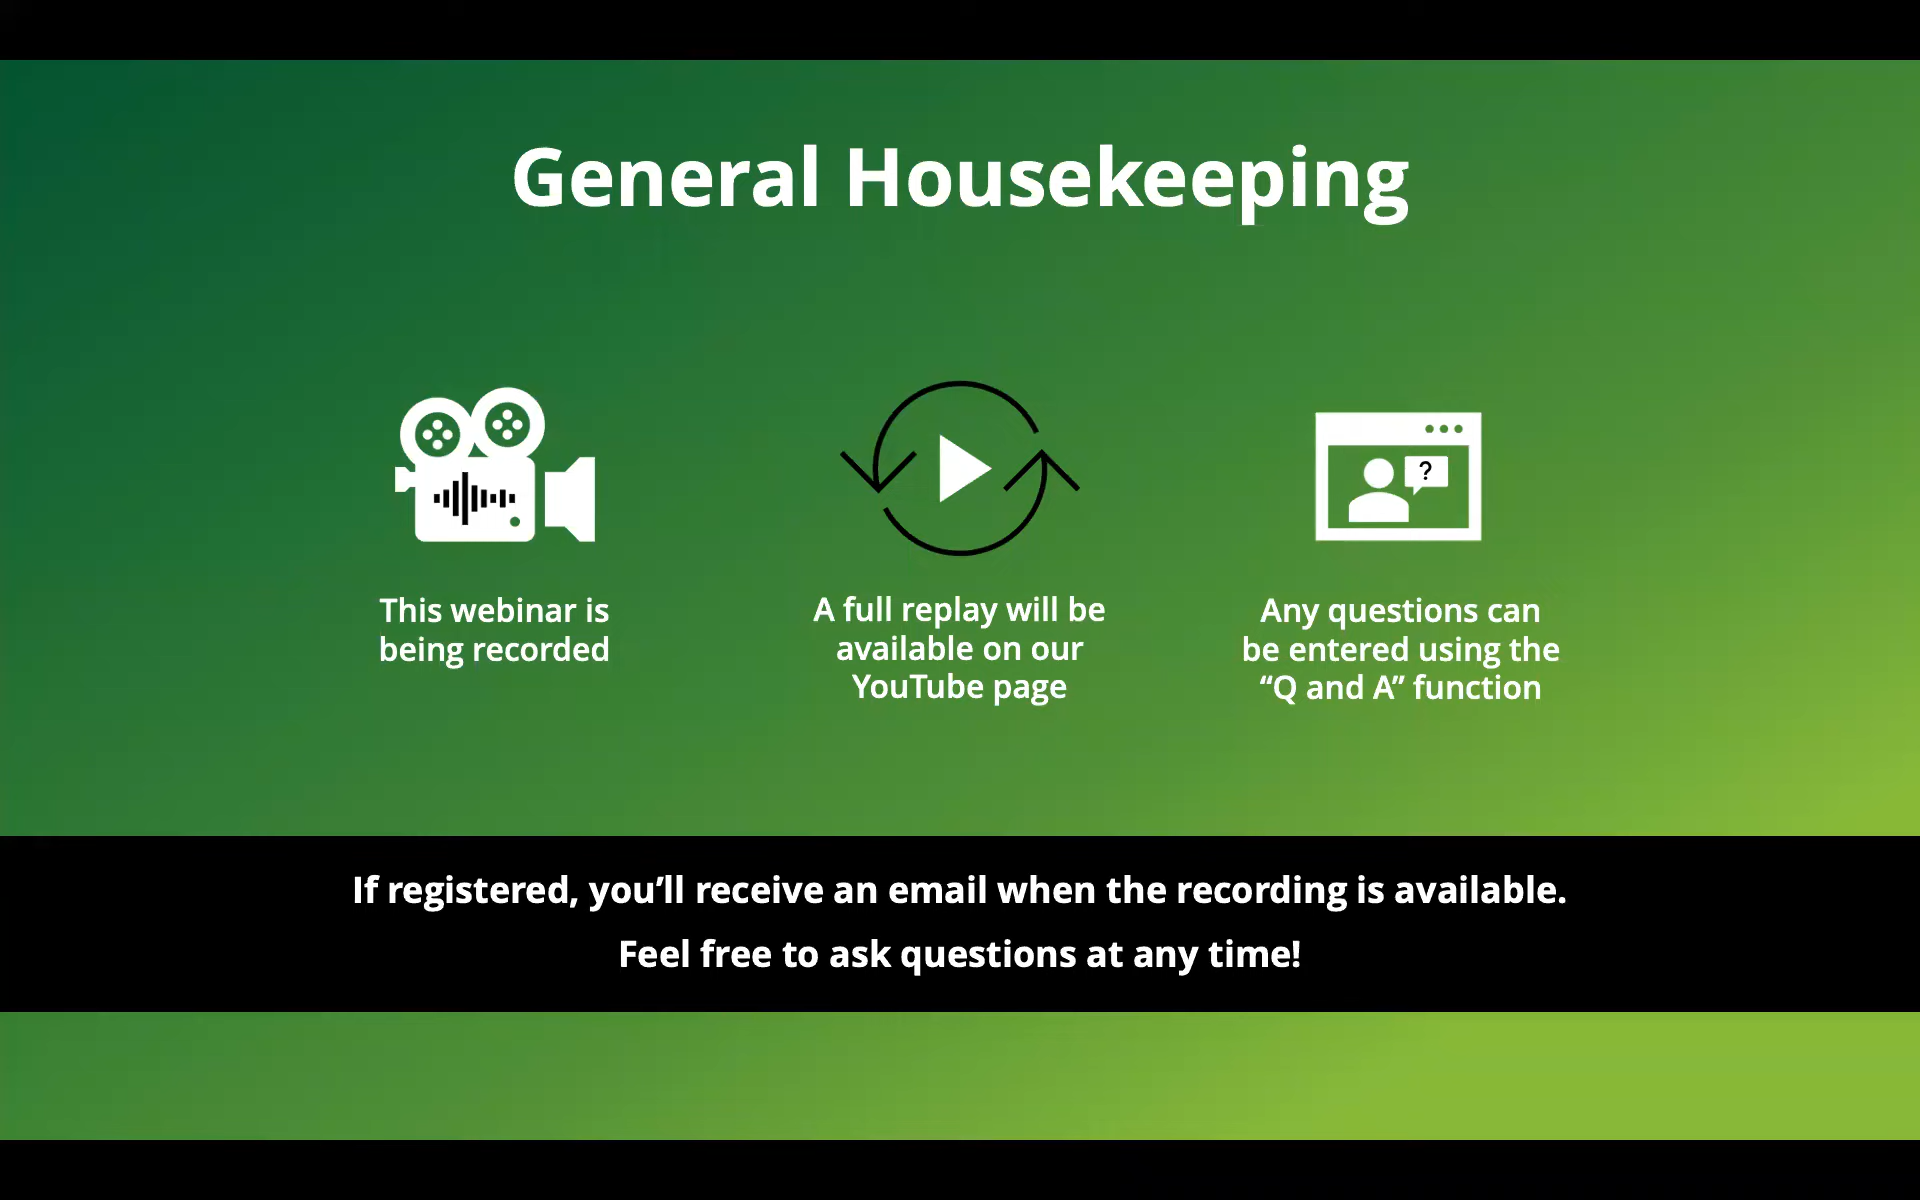 General Housekeeping
?
This webinar is
being recorded
A full replay will be
available on our
YouTube page
Any questions can
be entered using the
“Q and A” function
If registered, you’ll receive an email when the recording is available.
Feel free to ask questions at any time!